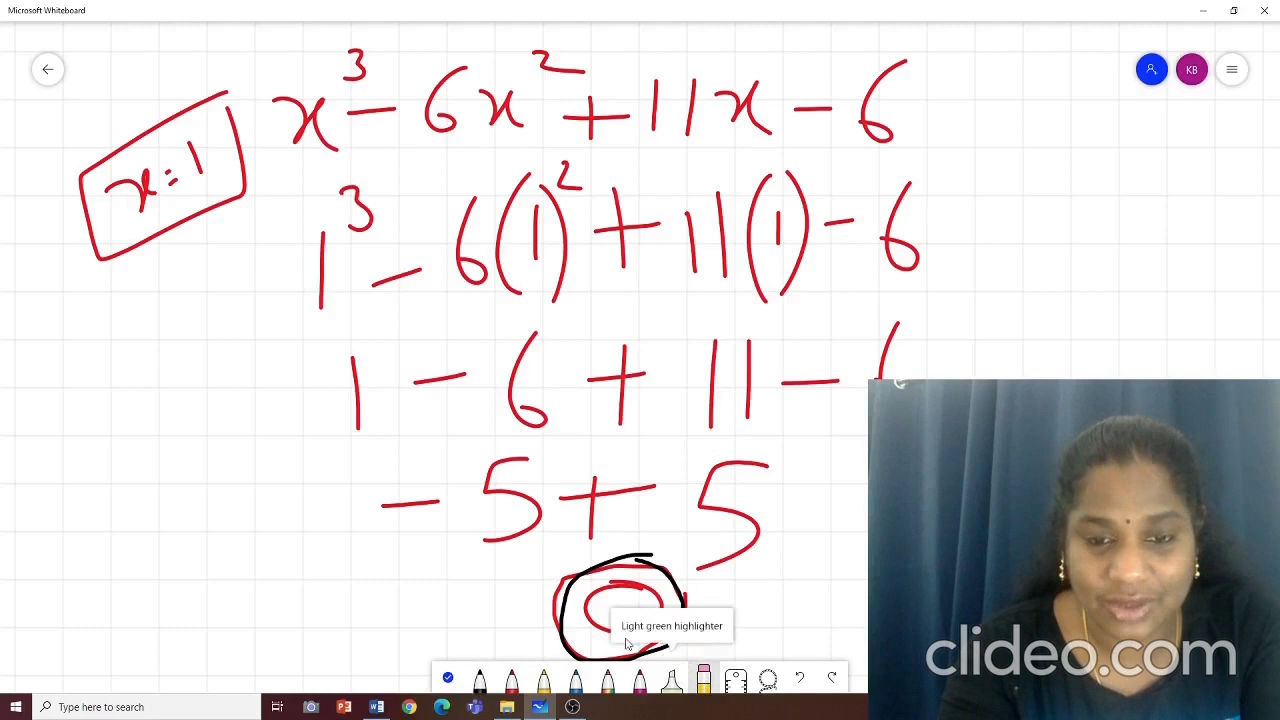 Microsoft Whiteboard
KB
x³ - 6x² + 11x - 6
x = 1
1³ - 6(1)² + 11(1) - 6
1 - 6 + 11 - 6
- 5 + 5
0
Light green highlighter
clideo.com
Type here to search